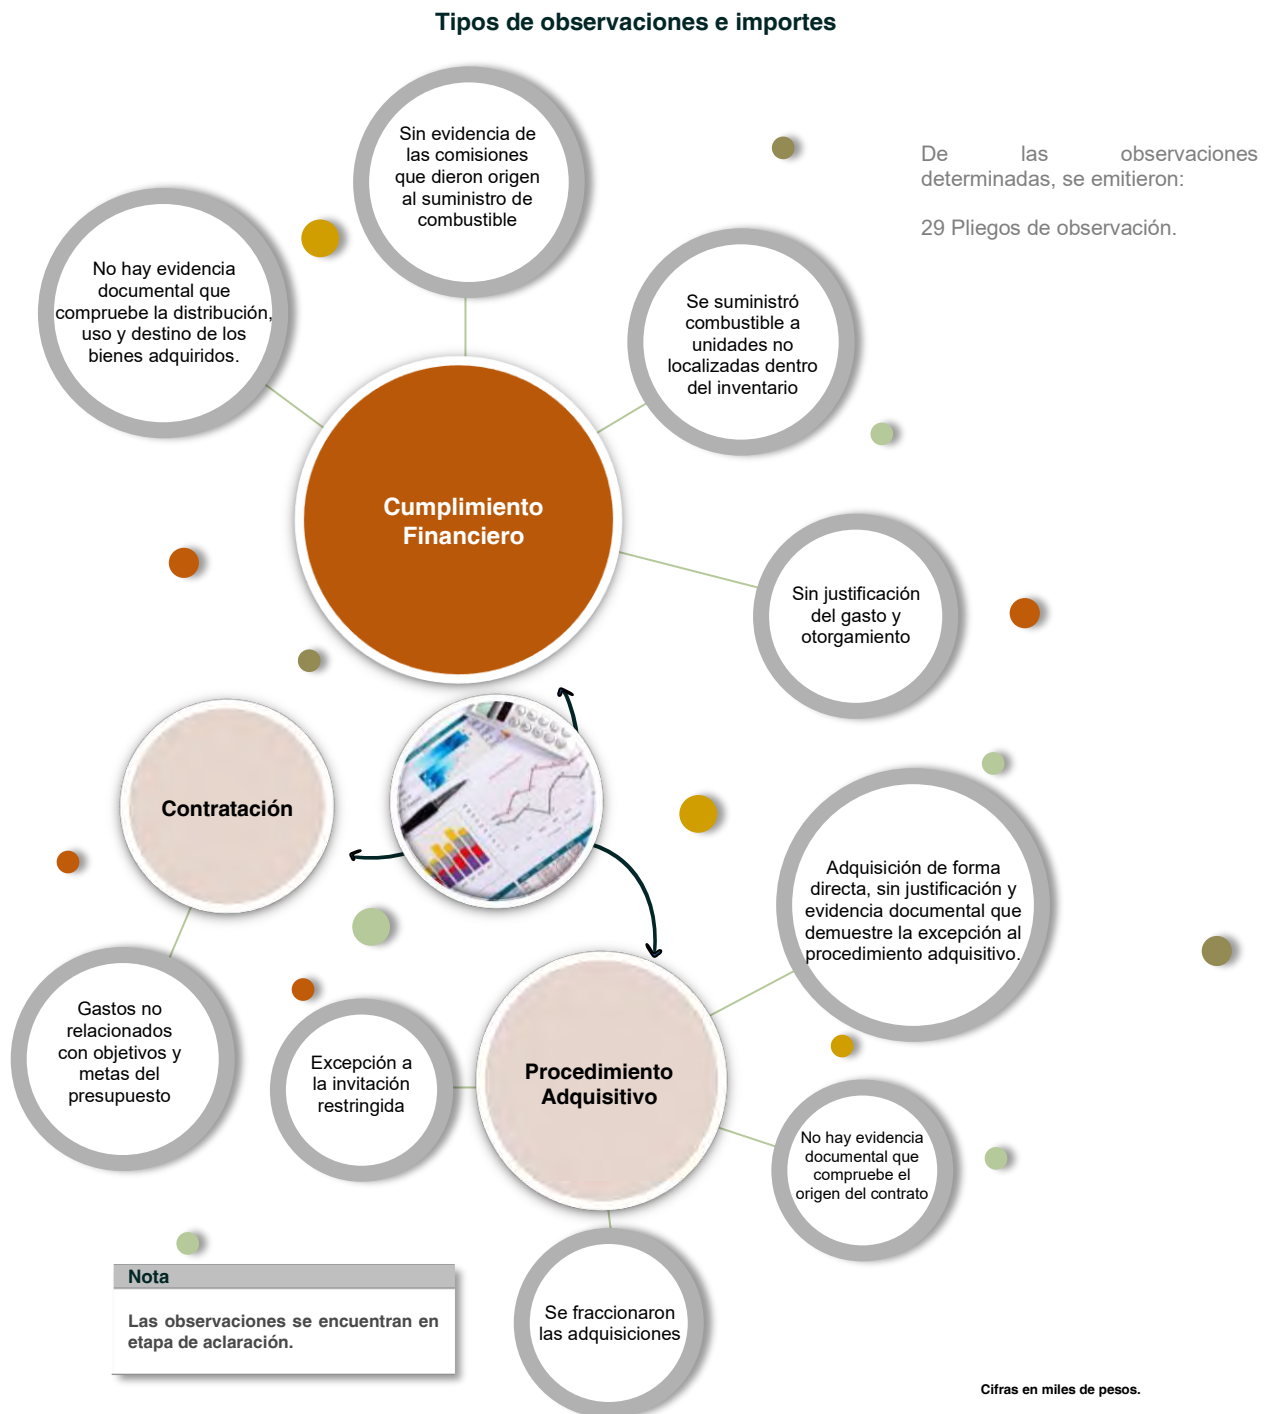 Tipos de observaciones e importes
Sin evidencia de
las comisiones
que dieron origen
al suministro de
combustible
De las observaciones
determinadas, se emitieron:
29 Pliegos de observación.
No hay evidencia
documental que
compruebe la distribución,
uso y destino de los
bienes adquiridos.
Se suministró
combustible a
unidades no
localizadas dentro
del inventario
Cumplimiento
Financiero
Sin justificación
del gasto y
otorgamiento
Contratación
Adquisición de forma
directa, sin justificación y
evidencia documental que
demuestre la excepción al
procedimiento adquisitivo.
Gastos no
relacionados
con objetivos y
metas del
presupuesto
Excepción a
la invitación
restringida
Procedimiento
Adquisitivo
No hay evidencia
documental que
compruebe el
origen del contrato
Nota
Las observaciones se encuentran en
etapa de aclaración.
Se fraccionaron
las adquisiciones
Cifras en miles de pesos.